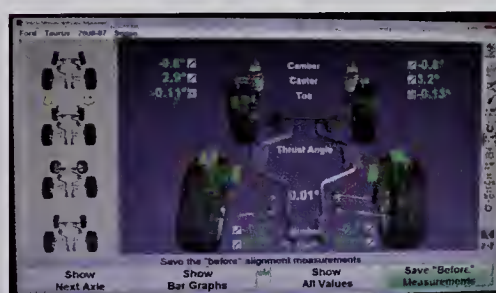 Ford Taurus 2000-07 Sedan
-0.8° Camber -0.8°
2.9° Caster 3.2°
-0.11° Toe -0.13°
Thrust Angle
0.01°
Save the "before" alignment measurements
Show Next Axle
Show Bar Graphs
Show All Values
Save "Before" Measurements